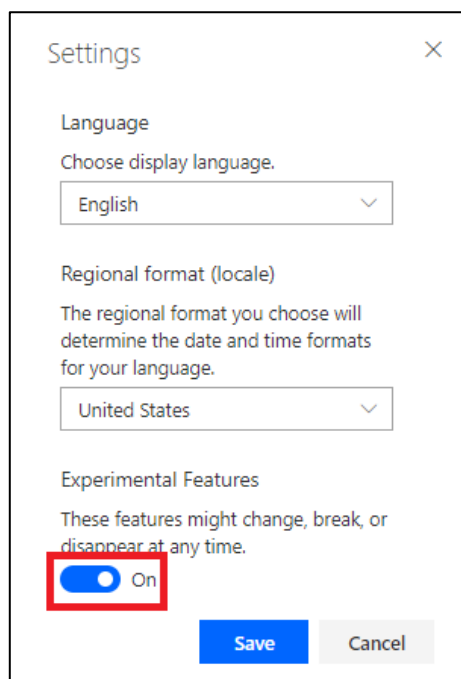 Settings
Language
Choose display language.
English
Regional format (locale)
The regional format you choose will
determine the date and time formats
for your language.
United States
Experimental Features
These features might change, break, or
disappear at any time.
On
Save Cancel